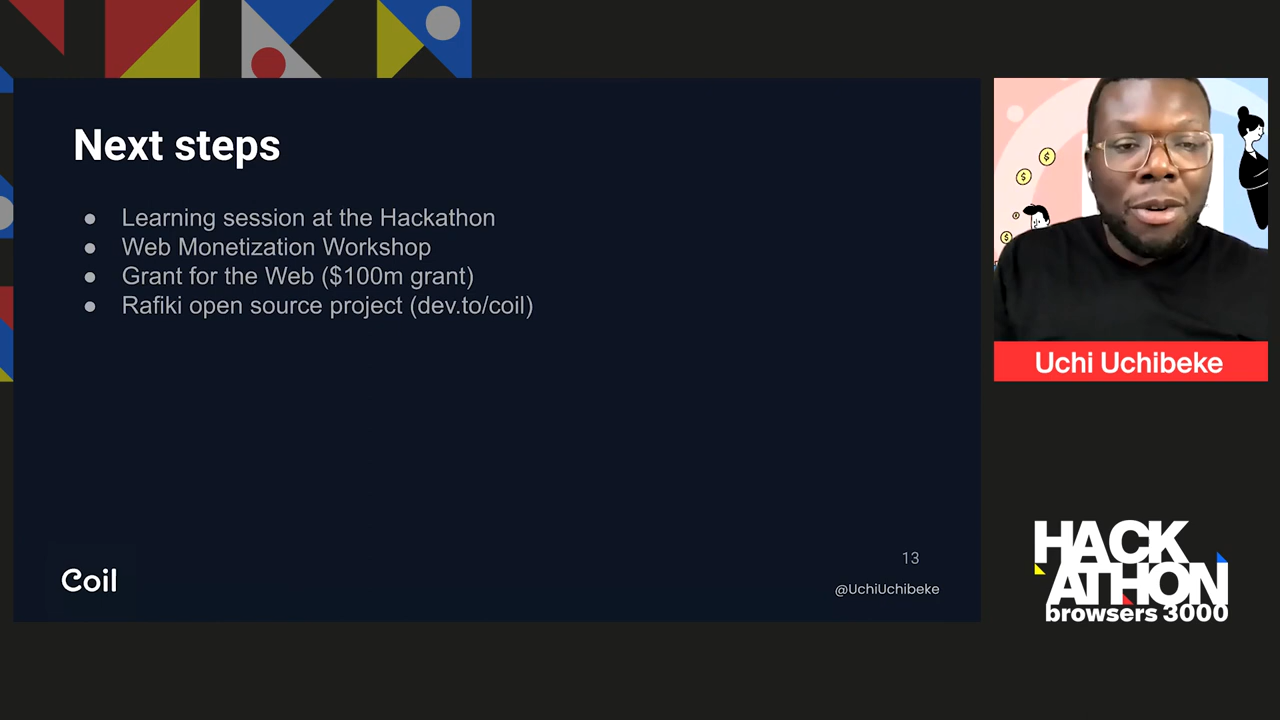 Next steps
● Learning session at the Hackathon
● Web Monetization Workshop
● Grant for the Web ($100m grant)
● Rafiki open source project (dev.to/coil)
13
Coil
@UchiUchibeke
Uchi Uchibeke
HACK
ATHON
browsers 3000